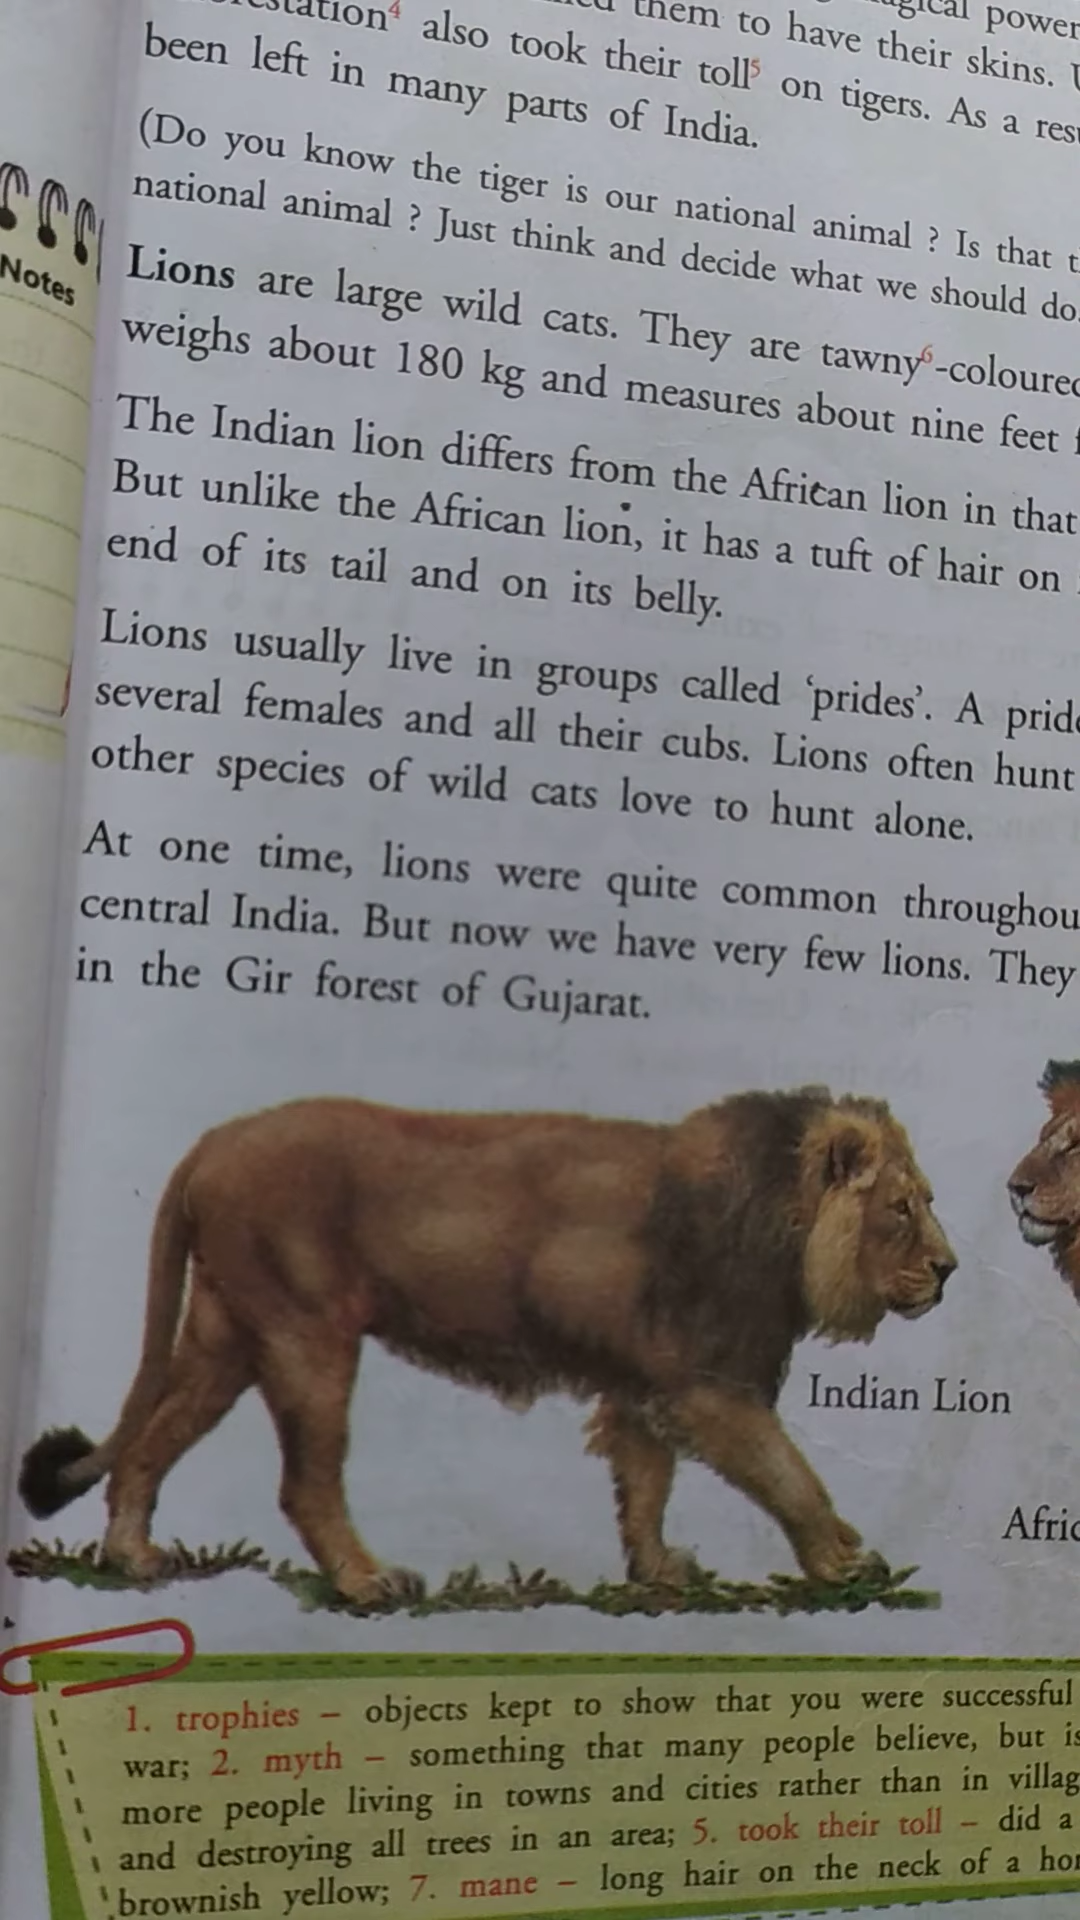 also took their toll5 on tigers. As a
them to have their skins.
been left in many parts of India.
(Do you know the tiger is our national animal ? Is that
national animal ? Just think and decide what we should do
Notes
Lions are large wild cats. They are tawny6-coloured
weighs about 180 kg and measures about nine feet
The Indian lion differs from the African lion in that
But unlike the African lion, it has a tuft of hair on
end of its tail and on its belly.
Lions usually live in groups called ‘prides’. A pride
several females and all their cubs. Lions often hunt
other species of wild cats love to hunt alone.
At one time, lions were quite common
central India. But now we have very few lions. They
in the Gir forest of Gujarat.
Indian Lion
1. trophies – objects kept to show that you were successful
war; 2. myth – something that many people believe, but
more people living in towns and cities rather than in
and destroying all trees in an area; 5. took their toll – did a
brownish yellow; 7. mane – long hair on the neck of a